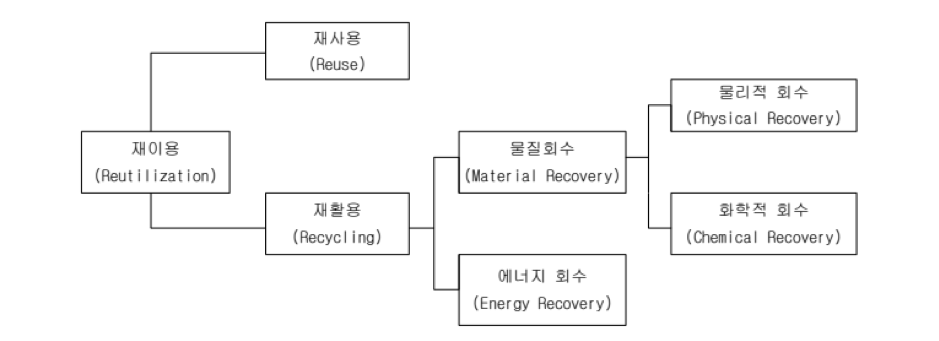 재사용
(Reuse)
물리적 회수
(Physical Recovery)
재이용
(Reutilization)
물질회수
(Material Recovery)
재활용
(Recycling)
화학적 회수
(Chemical Recovery)
에너지 회수
(Energy Recovery)